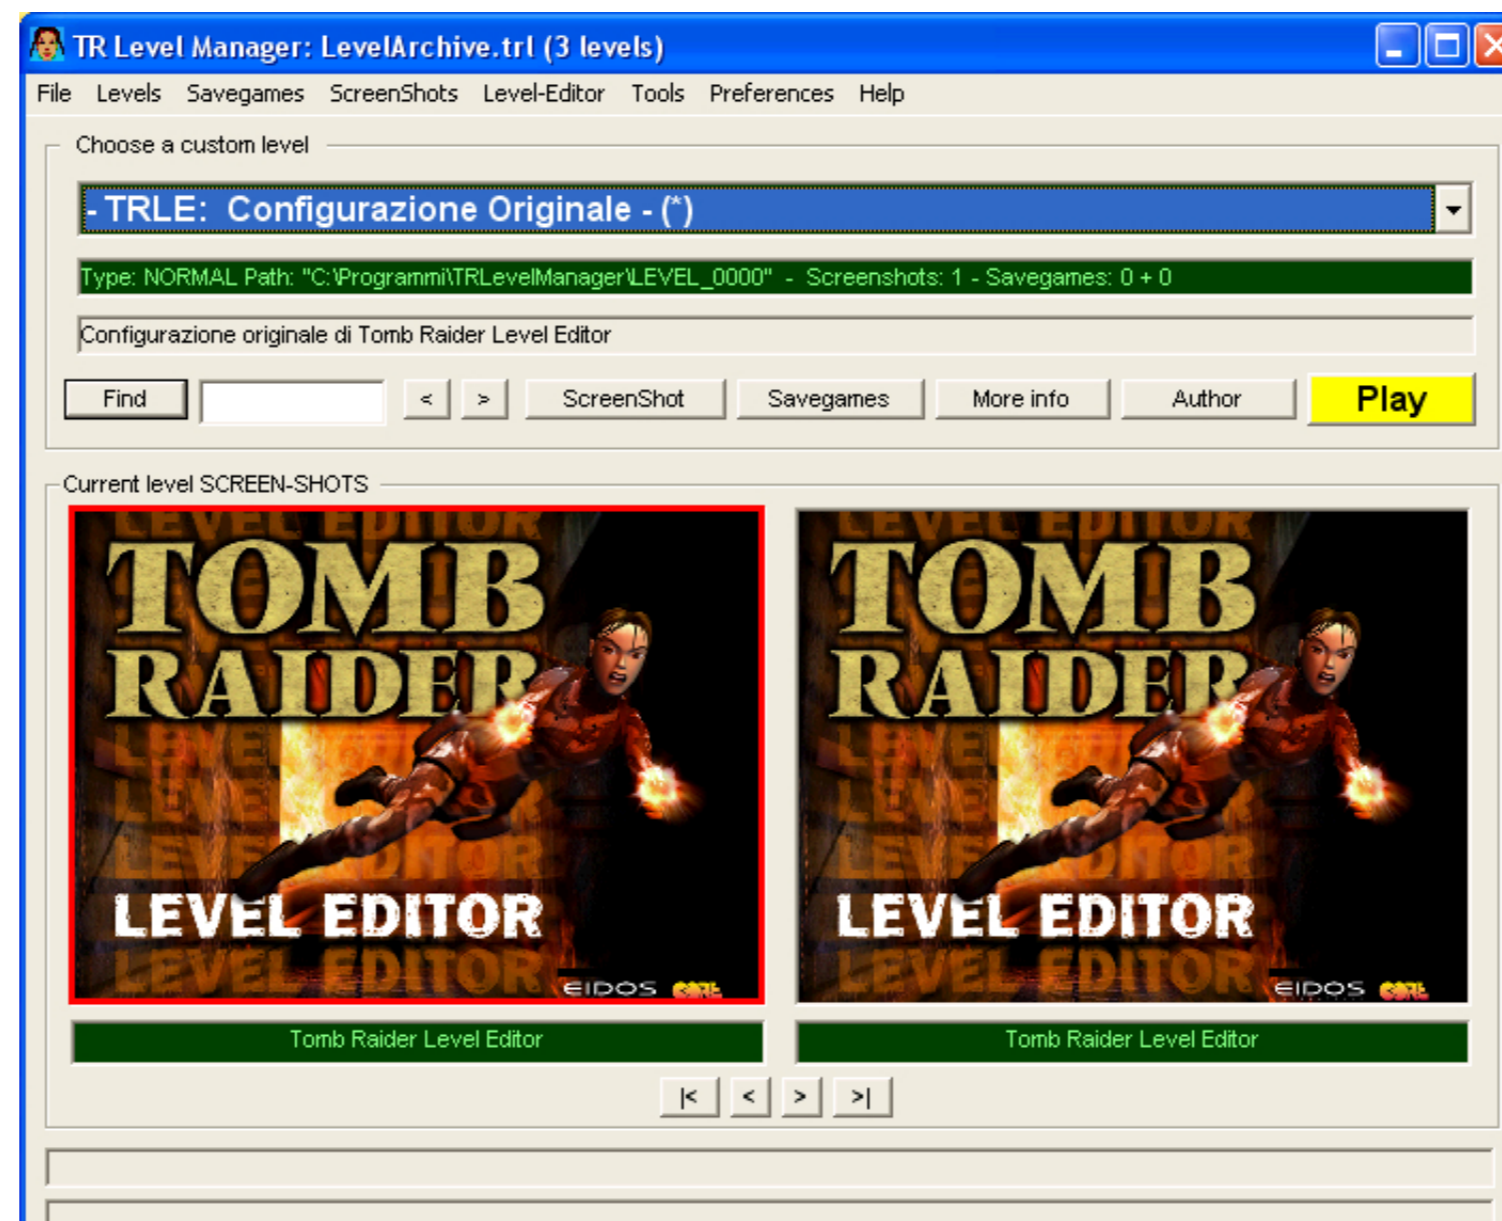 TR Level Manager: LevelArchive.trl (3 levels)
File Levels Savegames ScreenShots Level-Editor Tools Preferences Help
Choose a custom level
- TRLE: Configurazione Originale - (*)
Type: NORMAL Path: "C:\Programmi\TRLevelManager\LEVEL_0000" - Screenshots: 1 - Savegames: 0 + 0
Configurazione originale di Tomb Raider Level Editor
Find < > ScreenShot Savegames More info Author Play
Current level SCREEN-SHOTS
LEVEL EDITOR
TOMB
RAIDER
LEVEL EDITOR
LEVEL EDITOR
EIDOS CORE
LEVEL EDITOR
TOMB
RAIDER
LEVEL EDITOR
LEVEL EDITOR
EIDOS CORE
Tomb Raider Level Editor Tomb Raider Level Editor
|< < > >|